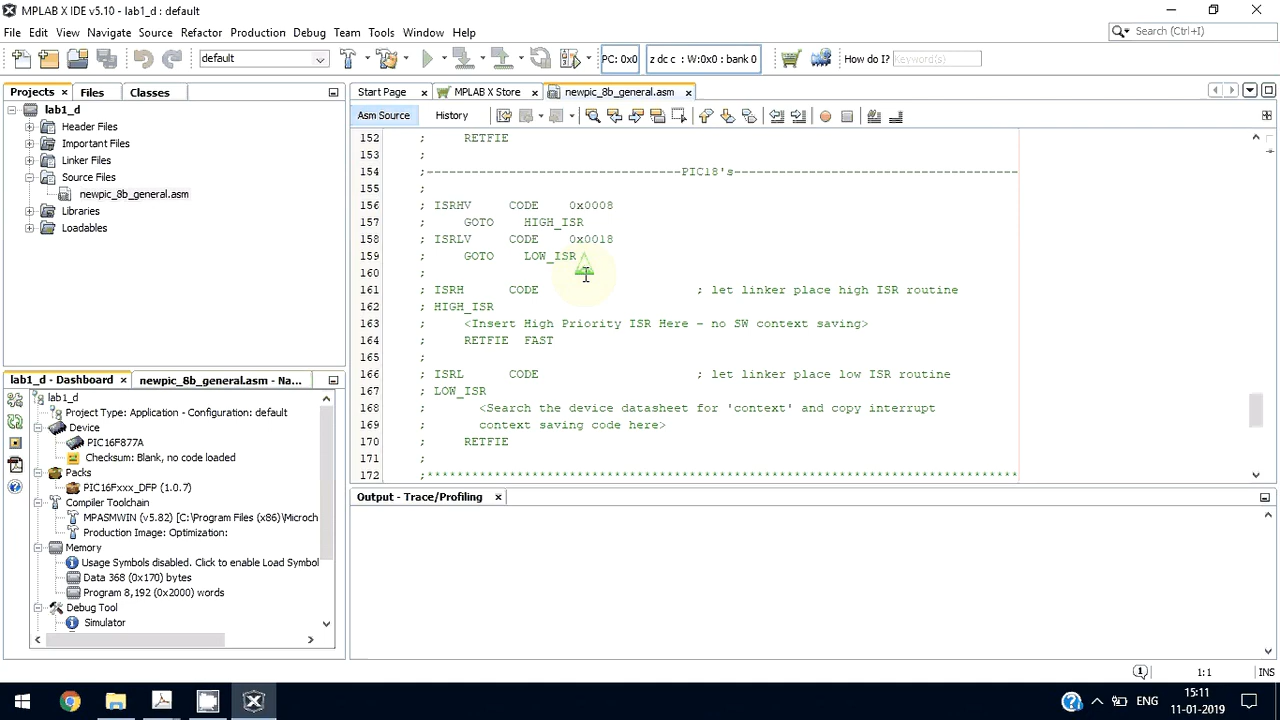 MPLAB X IDE v5.10 - lab1_d : default
File Edit View Navigate Source Refactor Production Debug Team Tools Window Help
Search (Ctrl+I)
default
PC: 0x0
z dc c : W:0x0 : bank 0
How do I? Keyword(s)
Projects Files Classes
Start Page MPLAB X Store newpic_8b_general.asm
Asm Source History
lab1_d
Header Files
Important Files
Linker Files
Source Files
newpic_8b_general.asm
Libraries
Loadables
152 ; RETFIE
153 ;
154 ;----------------------------------PIC18's--------------------------------------
155 ;
156 ; ISRHV CODE 0x0008
157 ; GOTO HIGH_ISR
158 ; ISRLV CODE 0x0018
159 ; GOTO LOW_ISR
160 ;
161 ; ISRH CODE ; let linker place high ISR routine
162 ; HIGH_ISR
163 ; <Insert High Priority ISR Here - no SW context saving>
164 ; RETFIE FAST
165 ;
166 ; ISRL CODE ; let linker place low ISR routine
167 ; LOW_ISR
168 ; <Search the device datasheet for 'context' and copy interrupt
169 ; context saving code here>
170 ; RETFIE
171 ;
172 ;*******************************************************************************
lab1_d - Dashboard newpic_8b_general.asm - Na...
lab1_d
Project Type: Application - Configuration: default
Device
PIC16F877A
Checksum: Blank, no code loaded
Packs
PIC16Fxxx_DFP (1.0.7)
Compiler Toolchain
MPASMWIN (v5.82) [C:\Program Files (x86)\Microch
Production Image: Optimization:
Memory
Usage Symbols disabled. Click to enable Load Symbol
Data 368 (0x170) bytes
Program 8,192 (0x2000) words
Debug Tool
Simulator
Output - Trace/Profiling
1:1 INS
ENG
15:11
11-01-2019